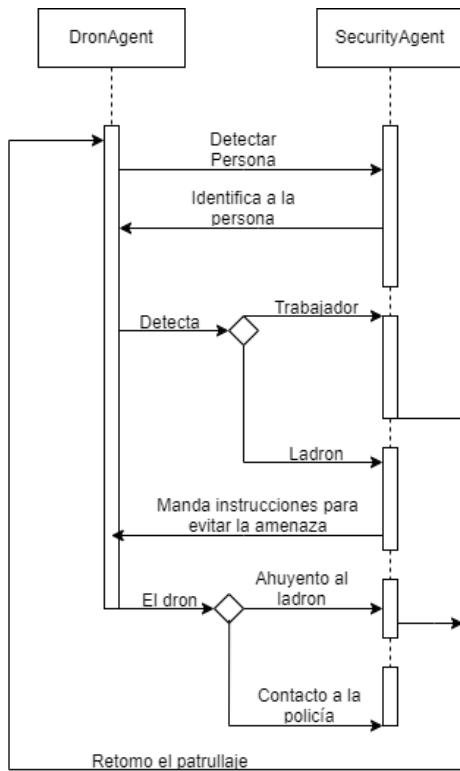 DronAgent
SecurityAgent
Detectar
Persona
Identifica a la
persona
Detecta
Trabajador
Ladron
Manda instrucciones para
evitar la amenaza
El dron
Ahuyento al
ladron
Contacto a la
policía
Retomo el patrullaje